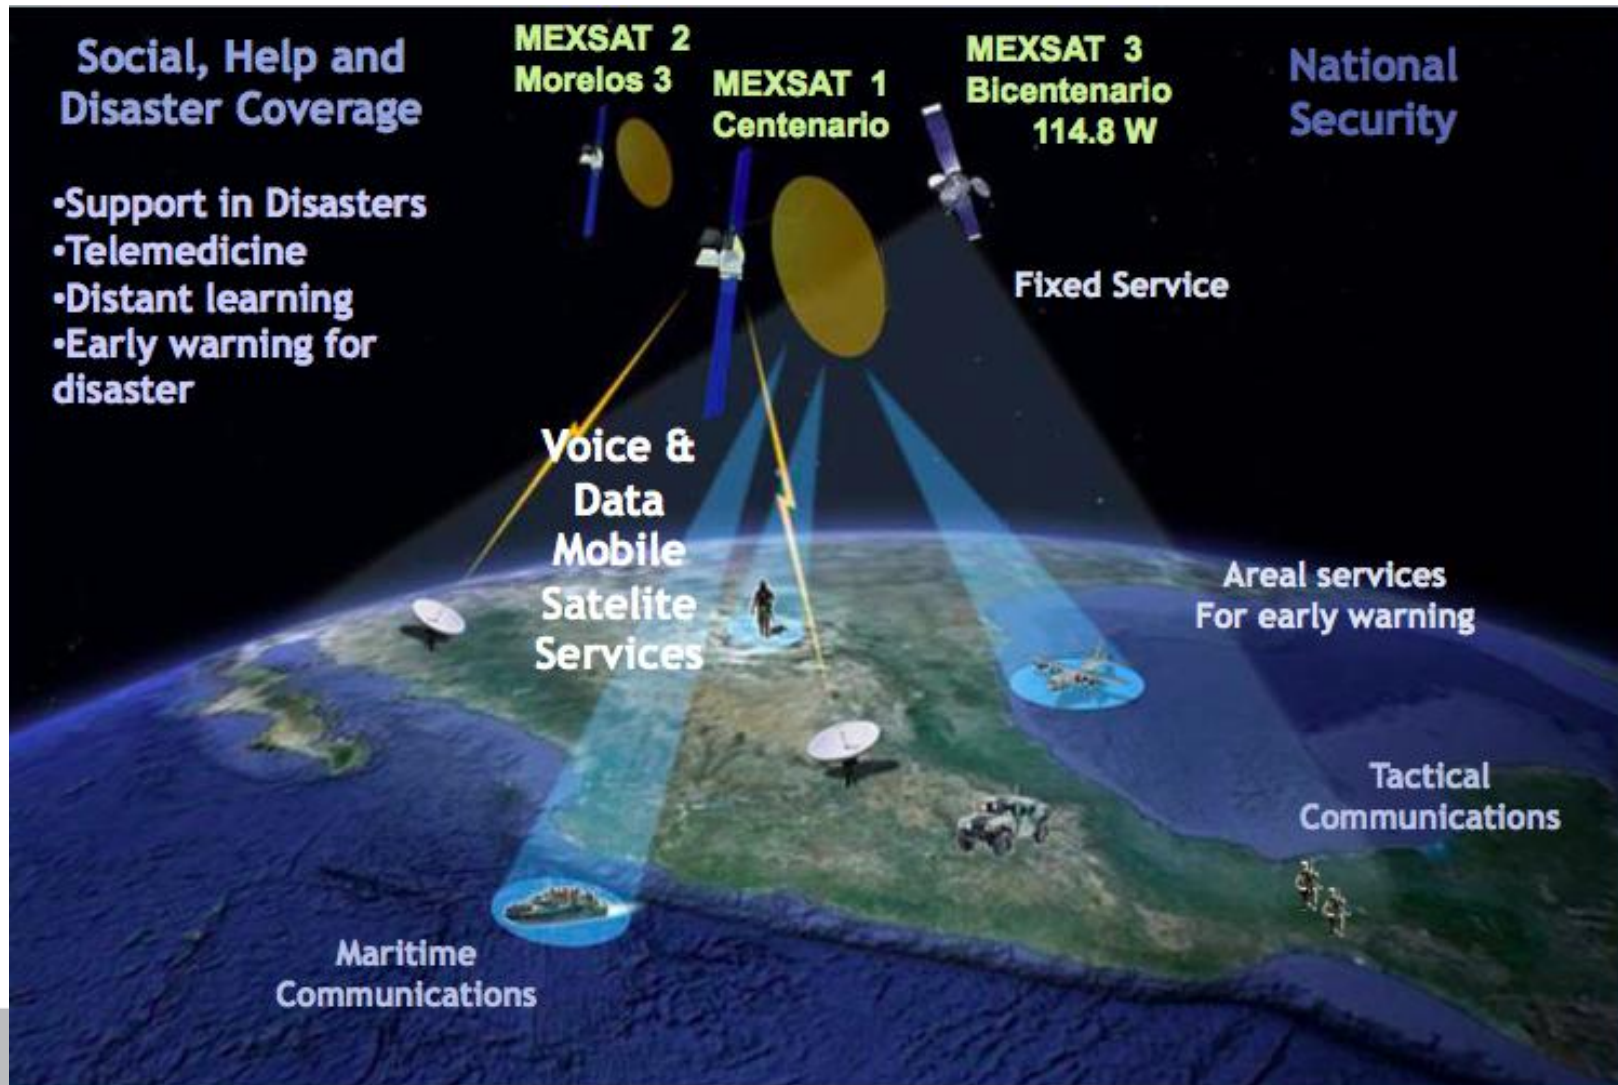 Social, Help and
Disaster Coverage
•Support in Disasters
•Telemedicine
•Distant learning
•Early warning for
disaster
MEXSAT 2
Morelos 3
MEXSAT 1
Centenario
MEXSAT 3
Bicentenario
114.8 W
National
Security
Fixed Service
Voice &
Data
Mobile
Satelite
Services
Areal services
For early warning
Tactical
Communications
Maritime
Communications